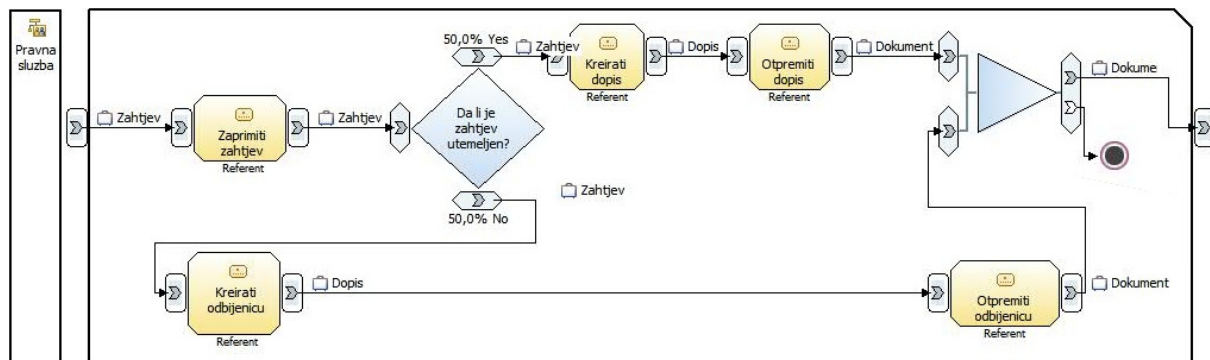 Pravna
sluzba
Zahtjev
Zaprimiti
zahtjev
Referent
Zahtjev
50,0% Yes
Da li je
zahtjev
utemeljen?
50,0% No
Zahtjev
Kreirati
dopis
Referent
Dopis
Otpremiti
dopis
Referent
Dokument
Dokume
Zahtjev
Kreirati
odbijenicu
Referent
Dopis
Otpremiti
odbijenicu
Referent
Dokument